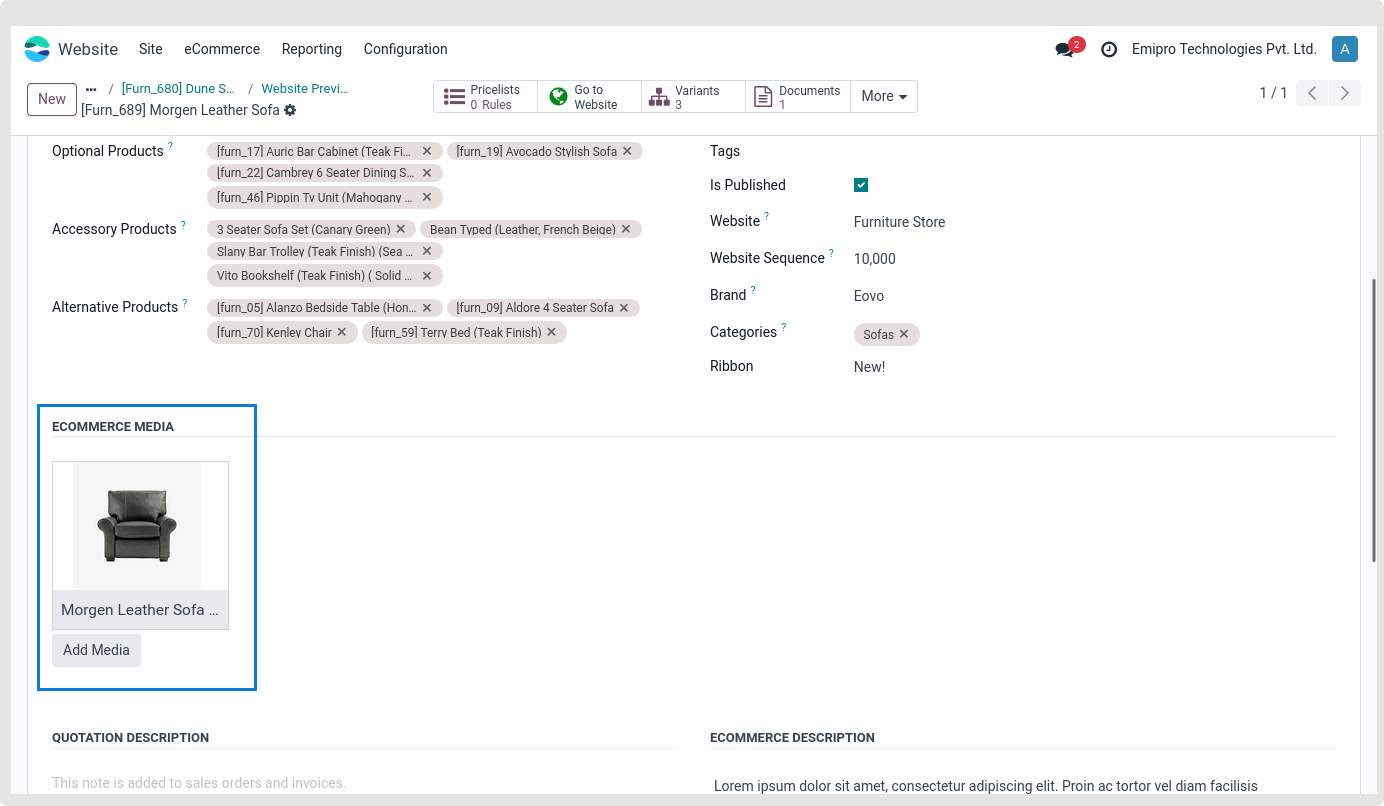 Website Site eCommerce Reporting Configuration 2 Emipro Technologies Pvt. Ltd. A
New ... / [Furn_680] Dune S... / Website Previ...
[Furn_689] Morgen Leather Sofa
Pricelists
0 Rules
Go to
Website
Variants
3
Documents
1
More
1 / 1
Optional Products ?
[furn_17] Auric Bar Cabinet (Teak Fi... ✕ [furn_19] Avocado Stylish Sofa ✕
[furn_22] Cambrey 6 Seater Dining S... ✕
[furn_46] Pippin Tv Unit (Mahogany ... ✕
Accessory Products ?
3 Seater Sofa Set (Canary Green) ✕ Bean Typed (Leather, French Beige) ✕
Slany Bar Trolley (Teak Finish) (Sea ... ✕
Vito Bookshelf (Teak Finish) ( Solid ... ✕
Alternative Products ?
[furn_05] Alanzo Bedside Table (Hon... ✕ [furn_09] Aldore 4 Seater Sofa ✕
[furn_70] Kenley Chair ✕ [furn_59] Terry Bed (Teak Finish) ✕
Tags
Is Published
Website ? Furniture Store
Website Sequence ? 10,000
Brand ? Eovo
Categories ? Sofas ✕
Ribbon New!
ECOMMERCE MEDIA
Morgen Leather Sofa ...
Add Media
QUOTATION DESCRIPTION
This note is added to sales orders and invoices.
ECOMMERCE DESCRIPTION
Lorem ipsum dolor sit amet, consectetur adipiscing elit. Proin ac tortor vel diam facilisis